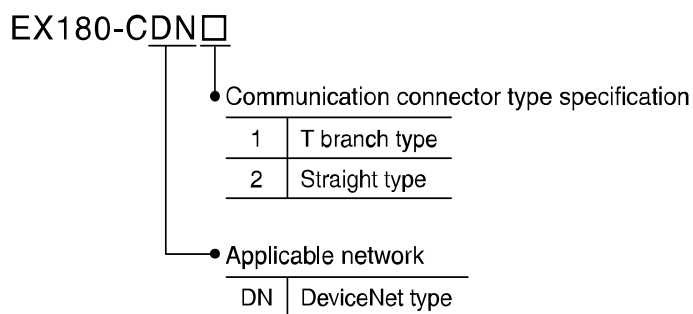 EX180-CDN□
Communication connector type specification
1 T branch type
2 Straight type
Applicable network
DN DeviceNet type